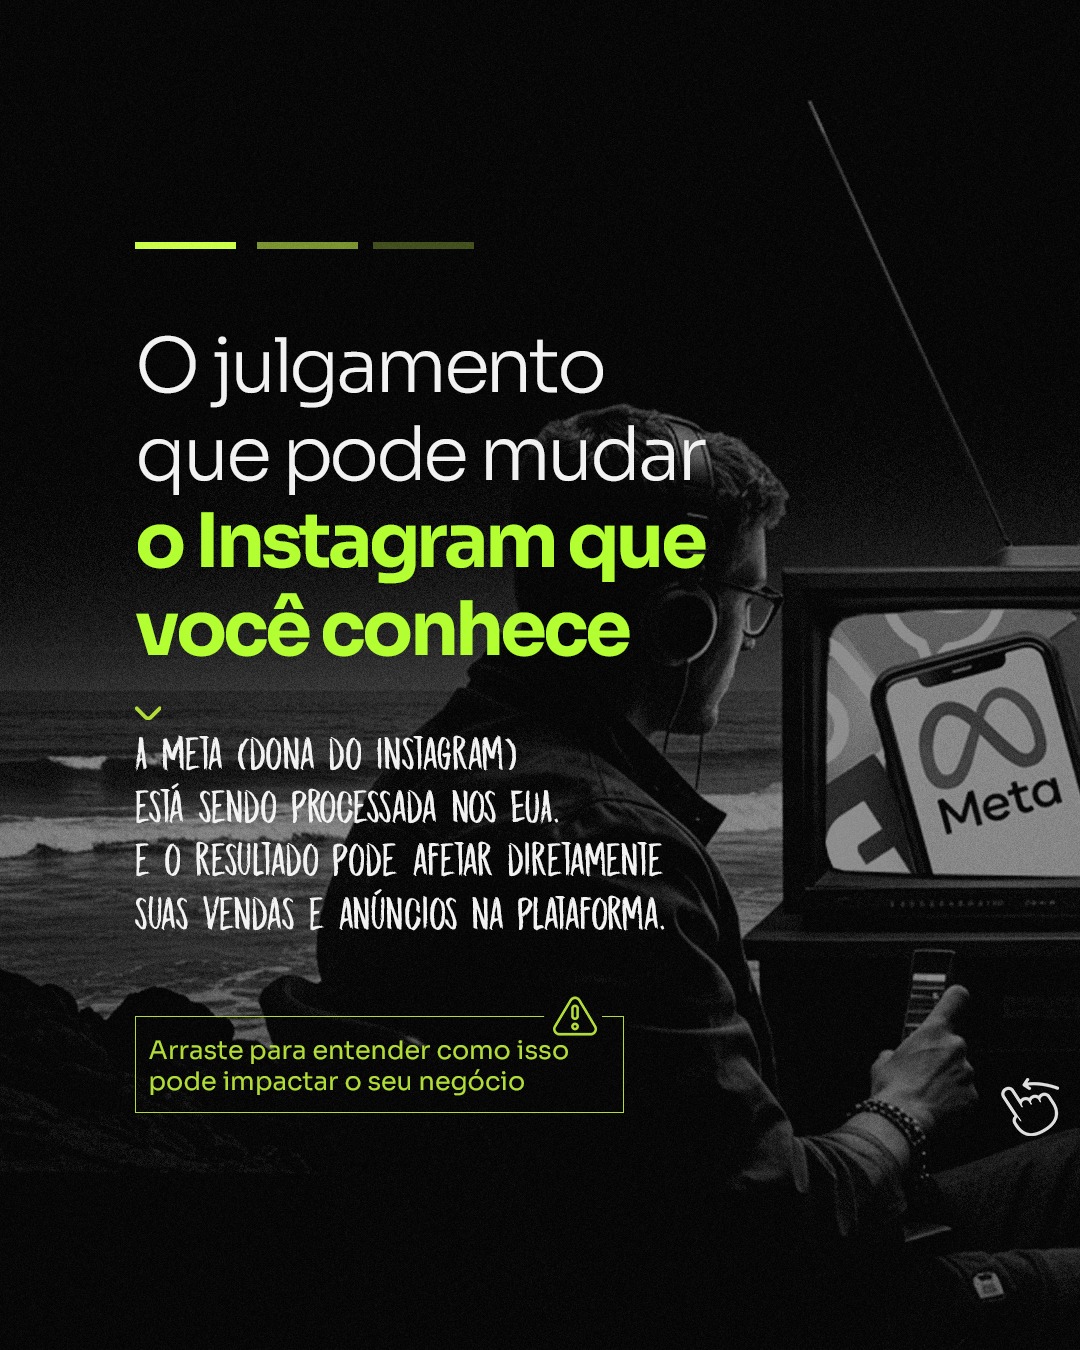 O julgamento
que pode mudar
o Instagram que
você conhece
A META (DONA DO INSTAGRAM)
ESTÁ SENDO PROCESSADA NOS EUA.
E O RESULTADO PODE AFETAR DIRETAMENTE
SUAS VENDAS E ANÚNCIOS NA PLATAFORMA.
Meta
Arraste para entender como isso
pode impactar o seu negócio